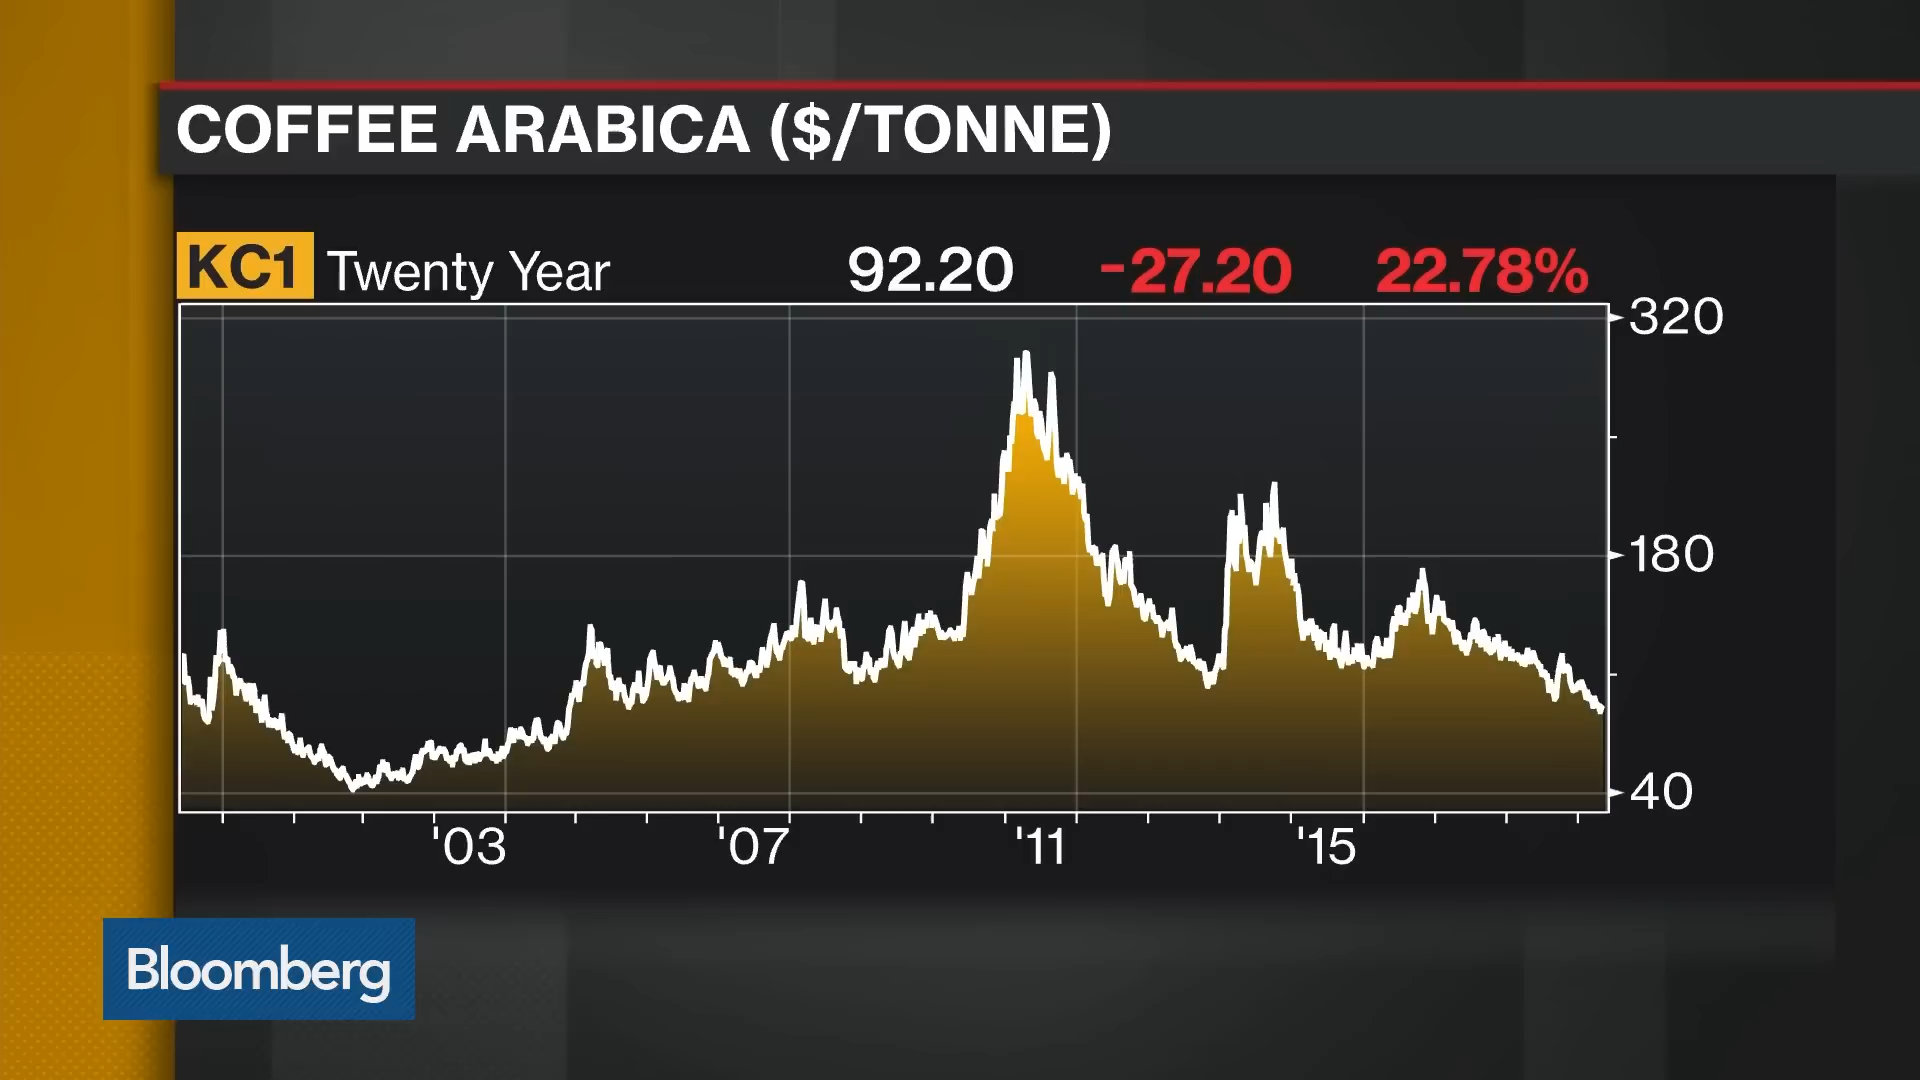 COFFEE ARABICA ($/TONNE)
KC1 Twenty Year 92.20 -27.20 22.78%
320
180
40
'03 '07 '11 '15
Bloomberg